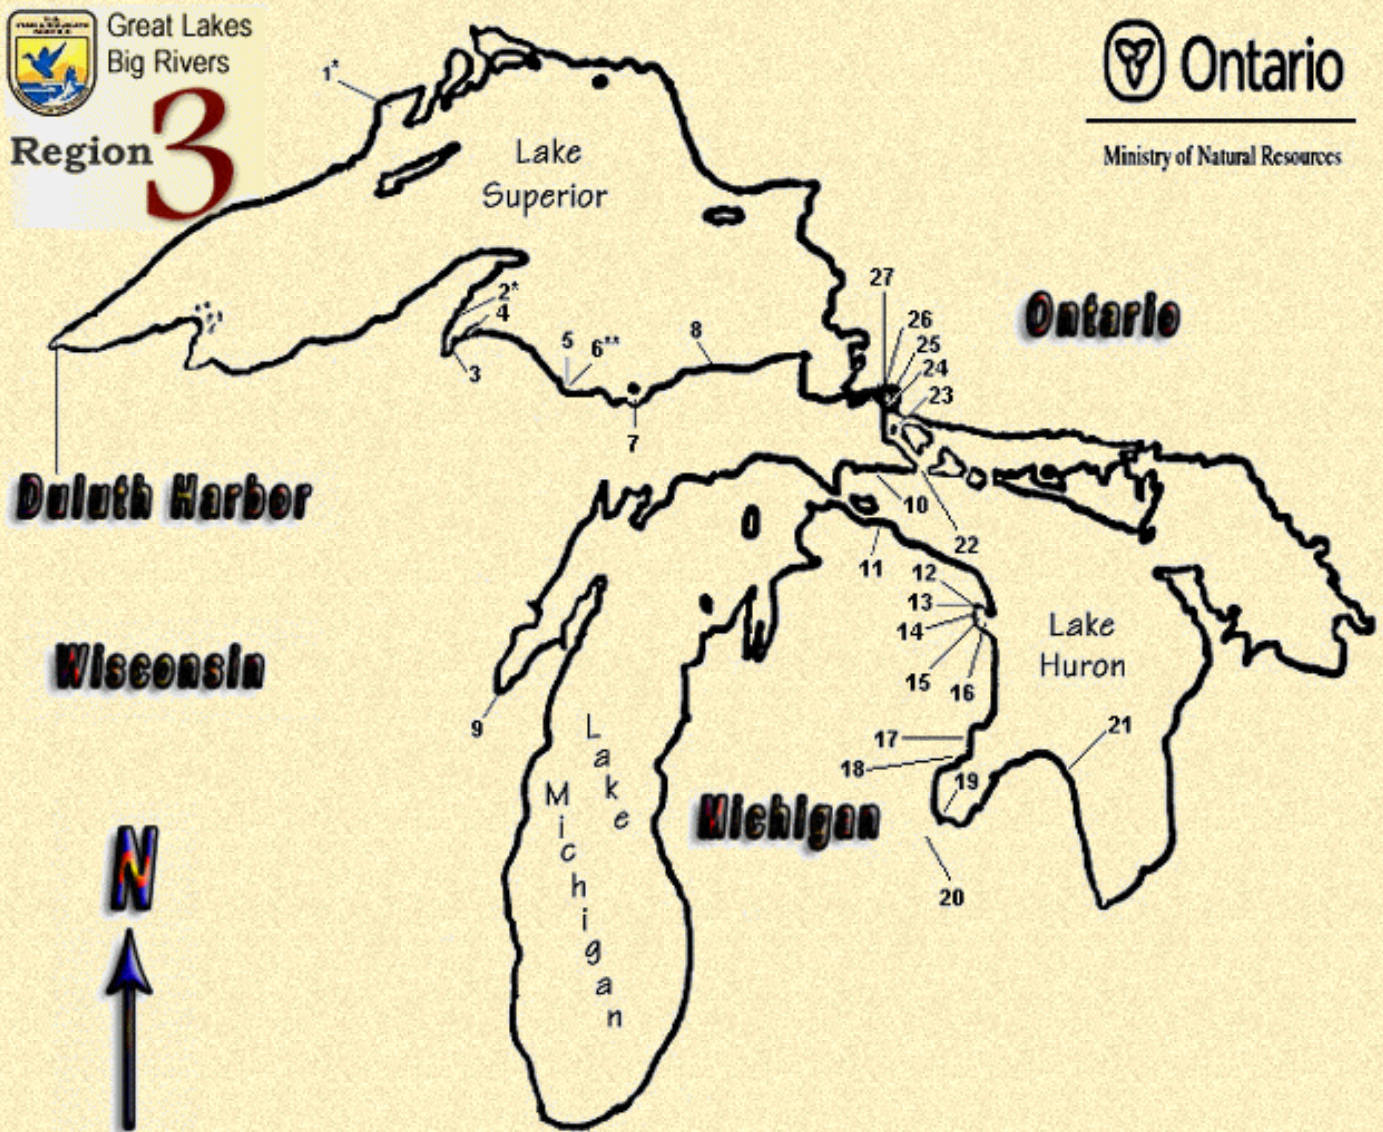 Great Lakes
Big Rivers
Region 3
Ontario
Ministry of Natural Resources
1*
Lake
Superior
27
2*
4
26
Ontario
5
6**
8
25
24
3
23
7
Duluth Harbor
10
22
11
12
13
14
Lake
Huron
Wisconsin
15
16
9
Lake
17
21
18
19
Michigan
Michigan
20
N